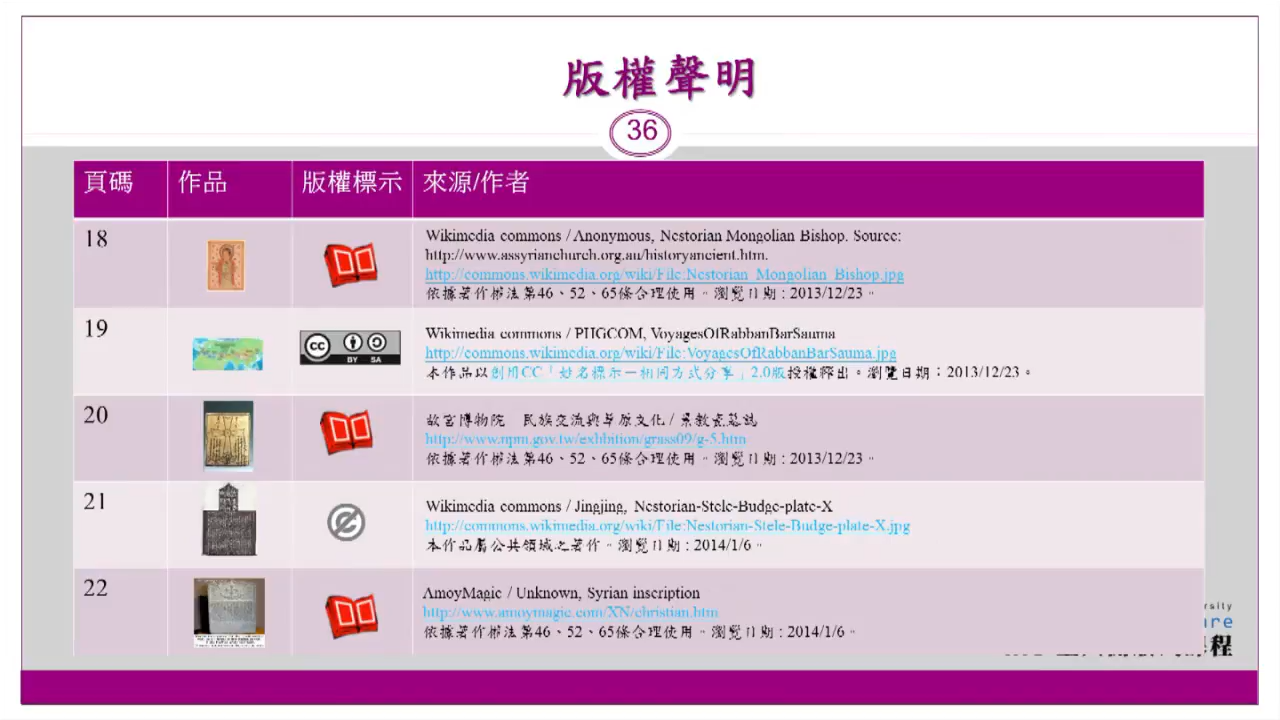 版權聲明
36
頁碼 作品 版權標示 來源/作者
18
Wikimedia commons / Anonymous, Nestorian Mongolian Bishop. Source:
http://www.assyrianchurch.org.au/historyancient.htm.
http://commons.wikimedia.org/wiki/File:Nestorian_Mongolian_Bishop.jpg
依據著作權法第46、52、65條合理使用。瀏覽日期 : 2013/12/23。
19
CC BY SA
Wikimedia commons / PHGCOM, VoyagesOfRabbanBarSauma
http://commons.wikimedia.org/wiki/File:VoyagesOfRabbanBarSauma.jpg
本作品以創用CC「姓名標示－相同方式分享」2.0版授權釋出。瀏覽日期：2013/12/23。
20
故宮博物院 民族交流與草原文化 / 景教瓷墓誌
http://www.npm.gov.tw/exhbition/grass09/g-5.htm
依據著作權法第46、52、65條合理使用。瀏覽日期 : 2013/12/23。
21
Wikimedia commons / Jingjing, Nestorian-Stele-Budge-plate-X
http://commons.wikimedia.org/wiki/File:Nestorian-Stele-Budge-plate-X.jpg
本作品屬公共領域之著作。瀏覽日期 : 2014/1/6。
22
AmoyMagic / Unknown, Syrian inscription
http://www.amoymagic.com/XN/christian.htm
依據著作權法第46、52、65條合理使用。瀏覽日期 : 2014/1/6。
rsity
程